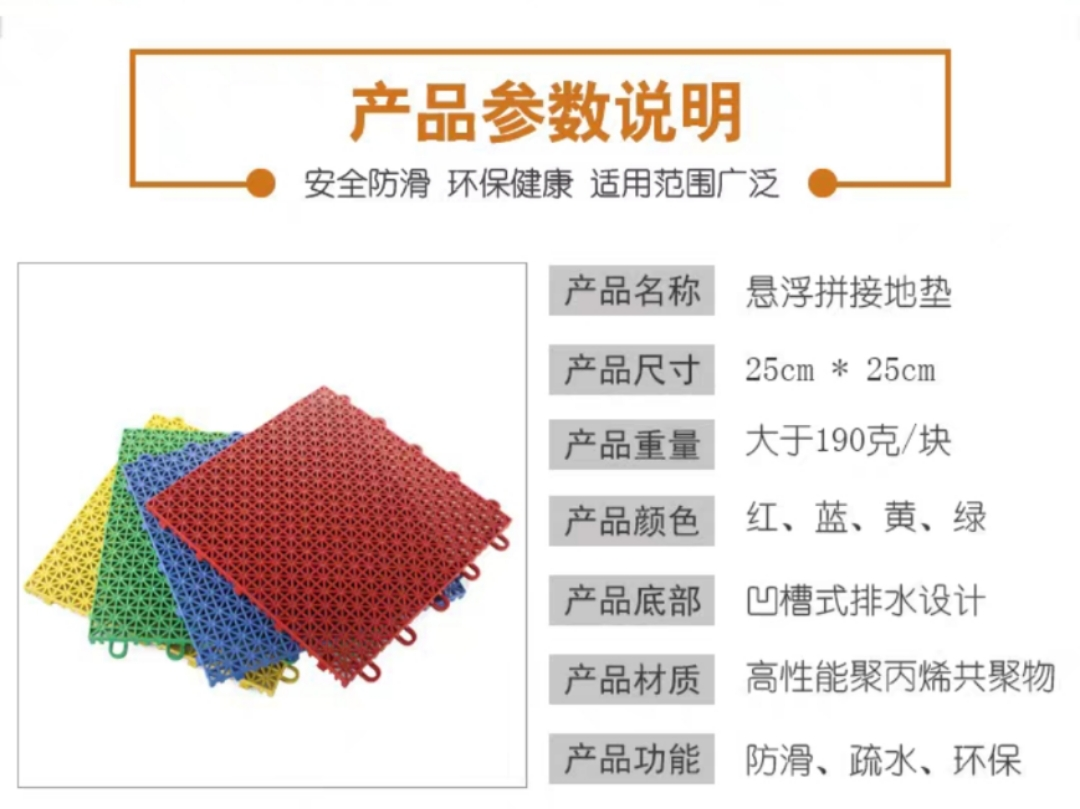 产品参数说明
安全防滑 环保健康 适用范围广泛
产品名称 悬浮拼接地垫
产品尺寸 25cm * 25cm
产品重量 大于190克/块
产品颜色 红、蓝、黄、绿
产品底部 凹槽式排水设计
产品材质 高性能聚丙烯共聚物
产品功能 防滑、疏水、环保